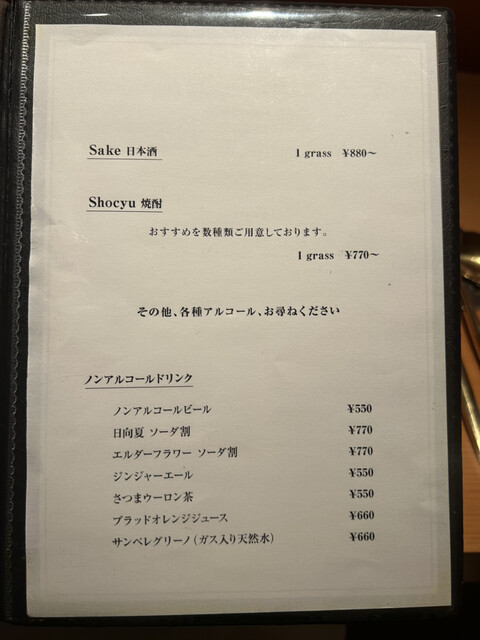 Sake 日本酒 1 grass ¥880~
Shocyu 焼酎
おすすめを数種類ご用意しております。
1 grass ¥770~
その他、各種アルコール、お尋ねください
ノンアルコールドリンク
ノンアルコールビール ¥550
日向夏 ソーダ割 ¥770
エルダーフラワー ソーダ割 ¥770
ジンジャーエール ¥550
さつまウーロン茶 ¥550
ブラッドオレンジジュース ¥660
サンペレグリーノ(ガス入り天然水) ¥660